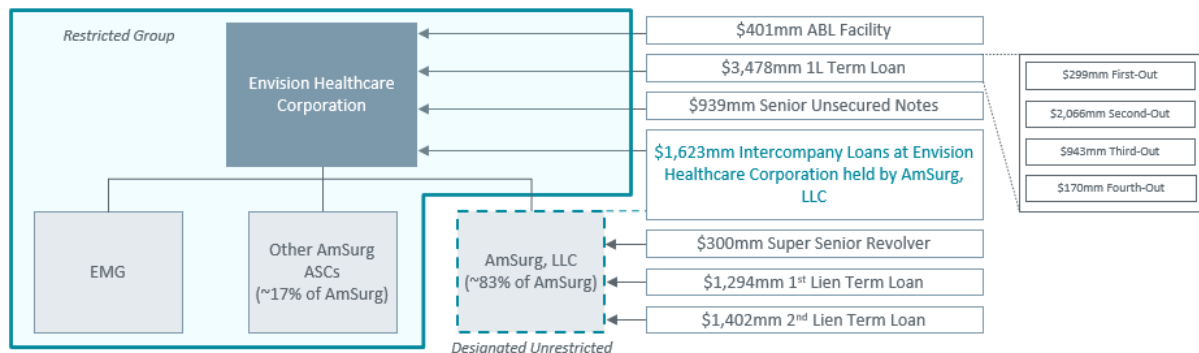 Restricted Group
Envision Healthcare
Corporation
EMG
Other AmSurg
ASCs
(~17% of AmSurg)
AmSurg, LLC
(~83% of AmSurg)
Designated Unrestricted
$401mm ABL Facility
$3,478mm 1L Term Loan
$939mm Senior Unsecured Notes
$1,623mm Intercompany Loans at Envision
Healthcare Corporation held by AmSurg,
LLC
$300mm Super Senior Revolver
$1,294mm 1st Lien Term Loan
$1,402mm 2nd Lien Term Loan
$299mm First-Out
$2,066mm Second-Out
$943mm Third-Out
$170mm Fourth-Out